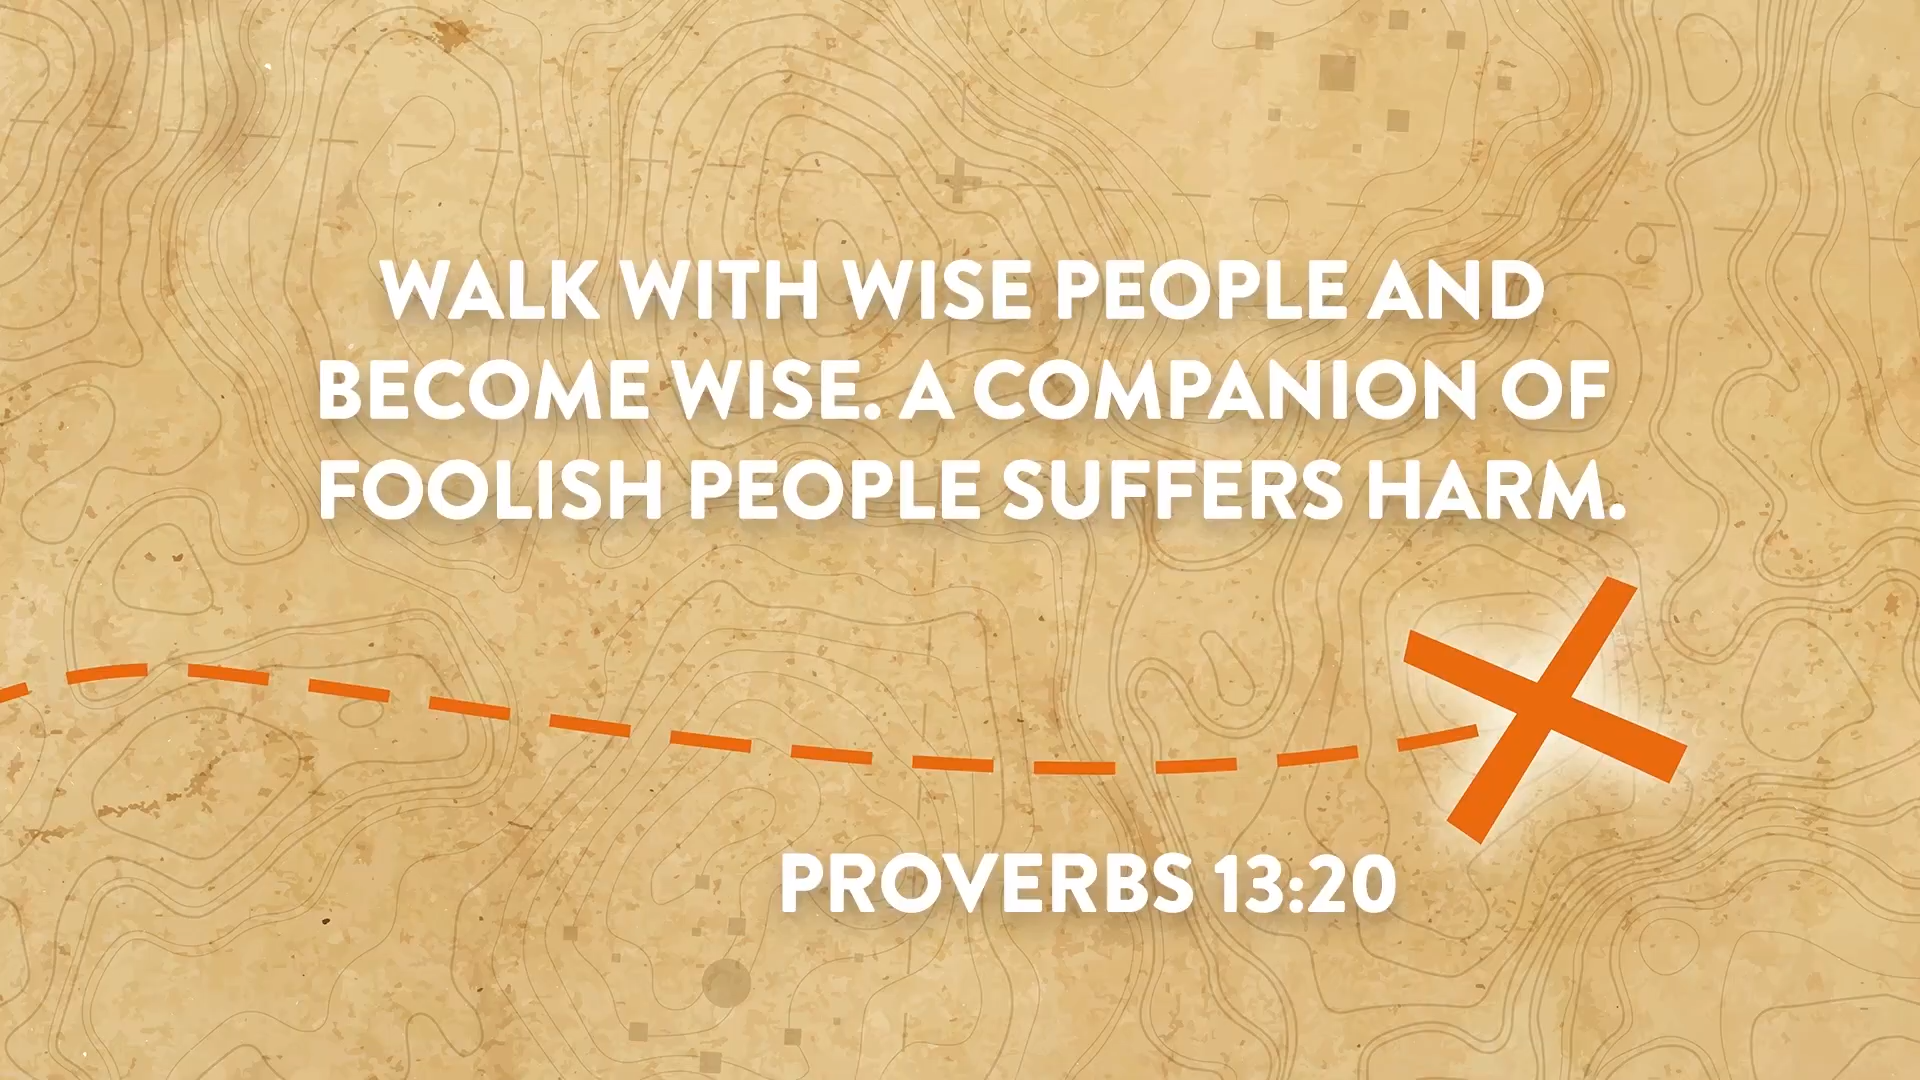 WALK WITH WISE PEOPLE AND
BECOME WISE. A COMPANION OF
FOOLISH PEOPLE SUFFERS HARM.
PROVERBS 13:20